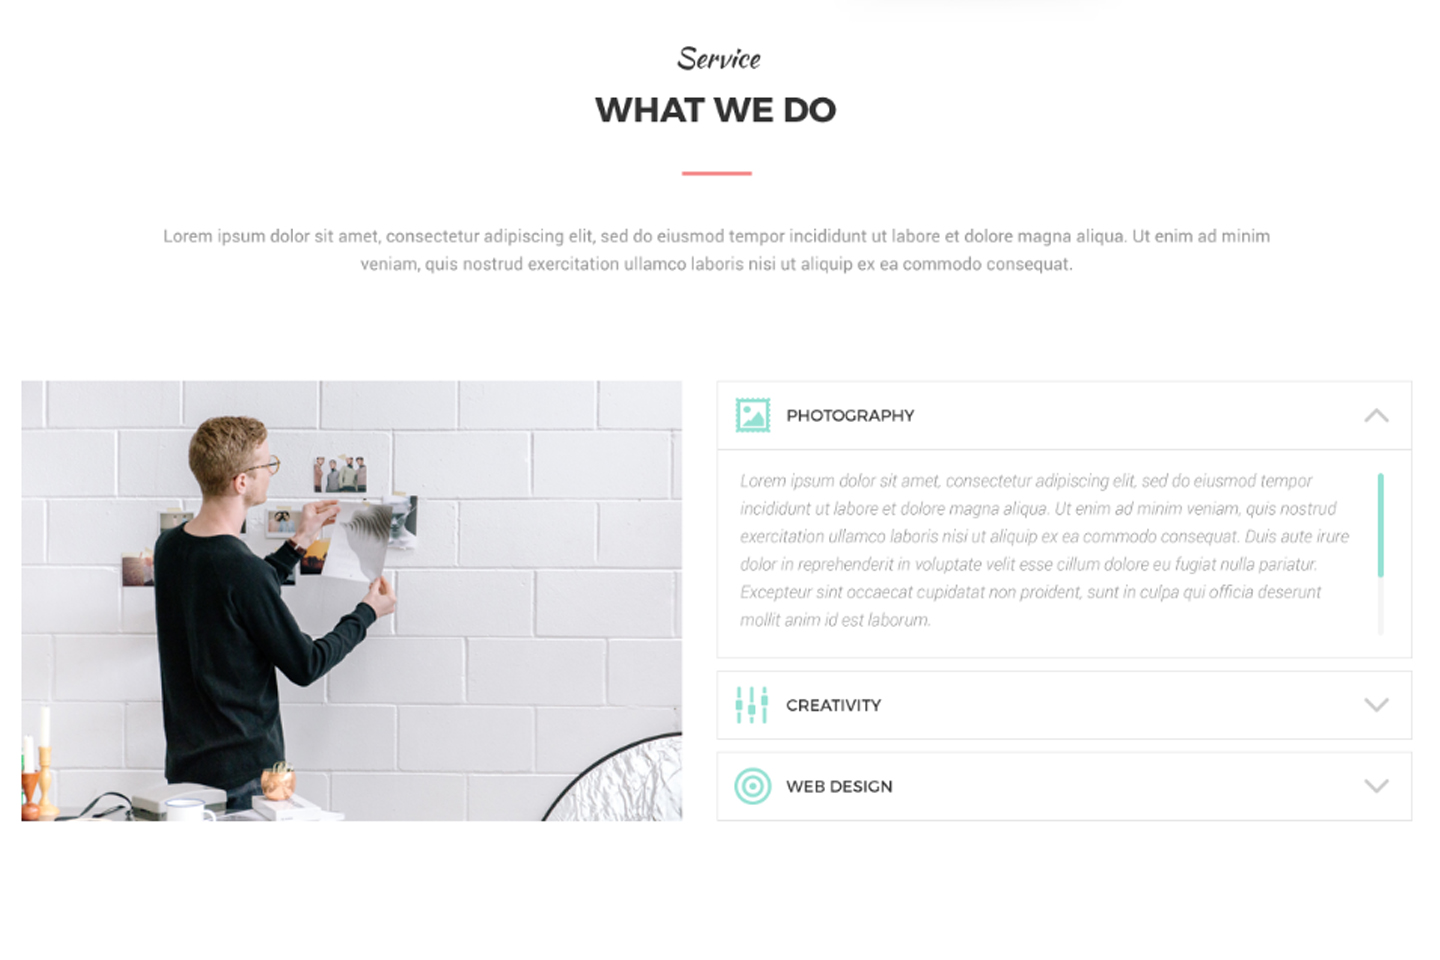 Service
WHAT WE DO
Lorem ipsum dolor sit amet, consectetur adipiscing elit, sed do eiusmod tempor incididunt ut labore et dolore magna aliqua. Ut enim ad minim
veniam, quis nostrud exercitation ullamco laboris nisi ut aliquip ex ea commodo consequat.
PHOTOGRAPHY
Lorem ipsum dolor sit amet, consectetur adipiscing elit, sed do eiusmod tempor
incididunt ut labore et dolore magna aliqua. Ut enim ad minim veniam, quis nostrud
exercitation ullamco laboris nisi ut aliquip ex ea commodo consequat. Duis aute irure
dolor in reprehenderit in voluptate velit esse cillum dolore eu fugiat nulla pariatur.
Excepteur sint occaecat cupidatat non proident, sunt in culpa qui officia deserunt
mollit anim id est laborum.
CREATIVITY
WEB DESIGN